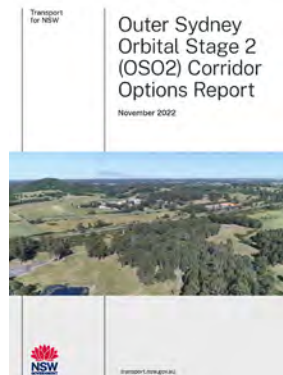 Transport
for NSW
Outer Sydney
Orbital Stage 2
(OSO2) Corridor
Options Report
November 2022
NSW
GOVERNMENT
transport.nsw.gov.au